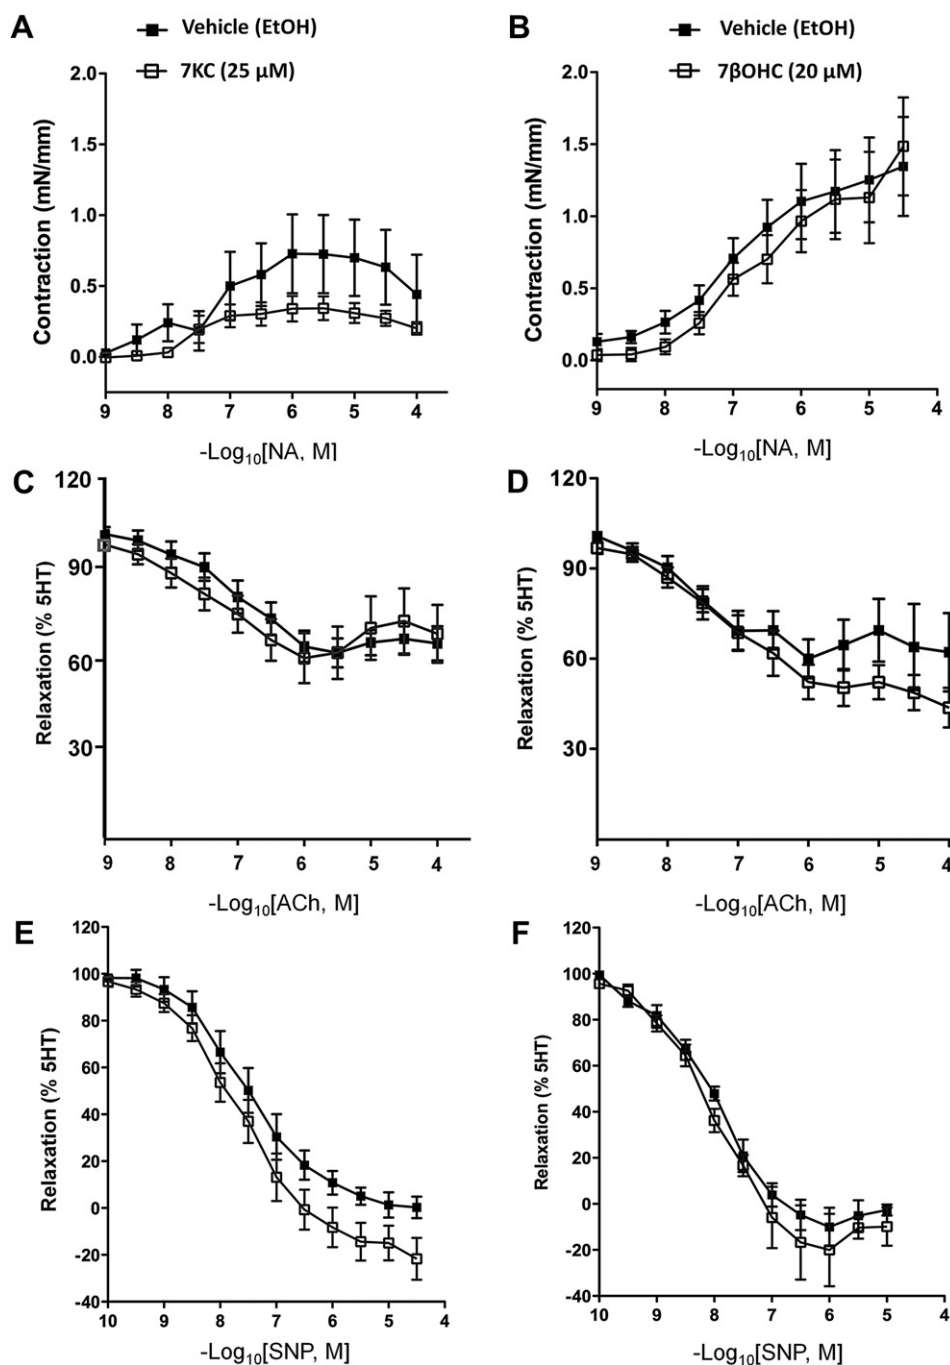 A
Vehicle (EtOH)
7KC (25 µM)
2.0
1.5
1.0
0.5
0.0
Contraction (mN/mm)
9 8 7 6 5 4
-Log₁₀[NA, M]
B
Vehicle (EtOH)
7βOHC (20 µM)
2.0
1.5
1.0
0.5
0.0
Contraction (mN/mm)
9 8 7 6 5 4
-Log₁₀[NA, M]
C
120
90
60
30
Relaxation (% 5HT)
9 8 7 6 5 4
-Log₁₀[ACh, M]
D
120
90
60
30
Relaxation (% 5HT)
9 8 7 6 5 4
-Log₁₀[ACh, M]
E
120
100
80
60
40
20
0
-20
-40
Relaxation (% 5HT)
10 9 8 7 6 5 4
-Log₁₀[SNP, M]
F
120
100
80
60
40
20
0
-20
-40
Relaxation (% 5HT)
10 9 8 7 6 5 4
-Log₁₀[SNP, M]